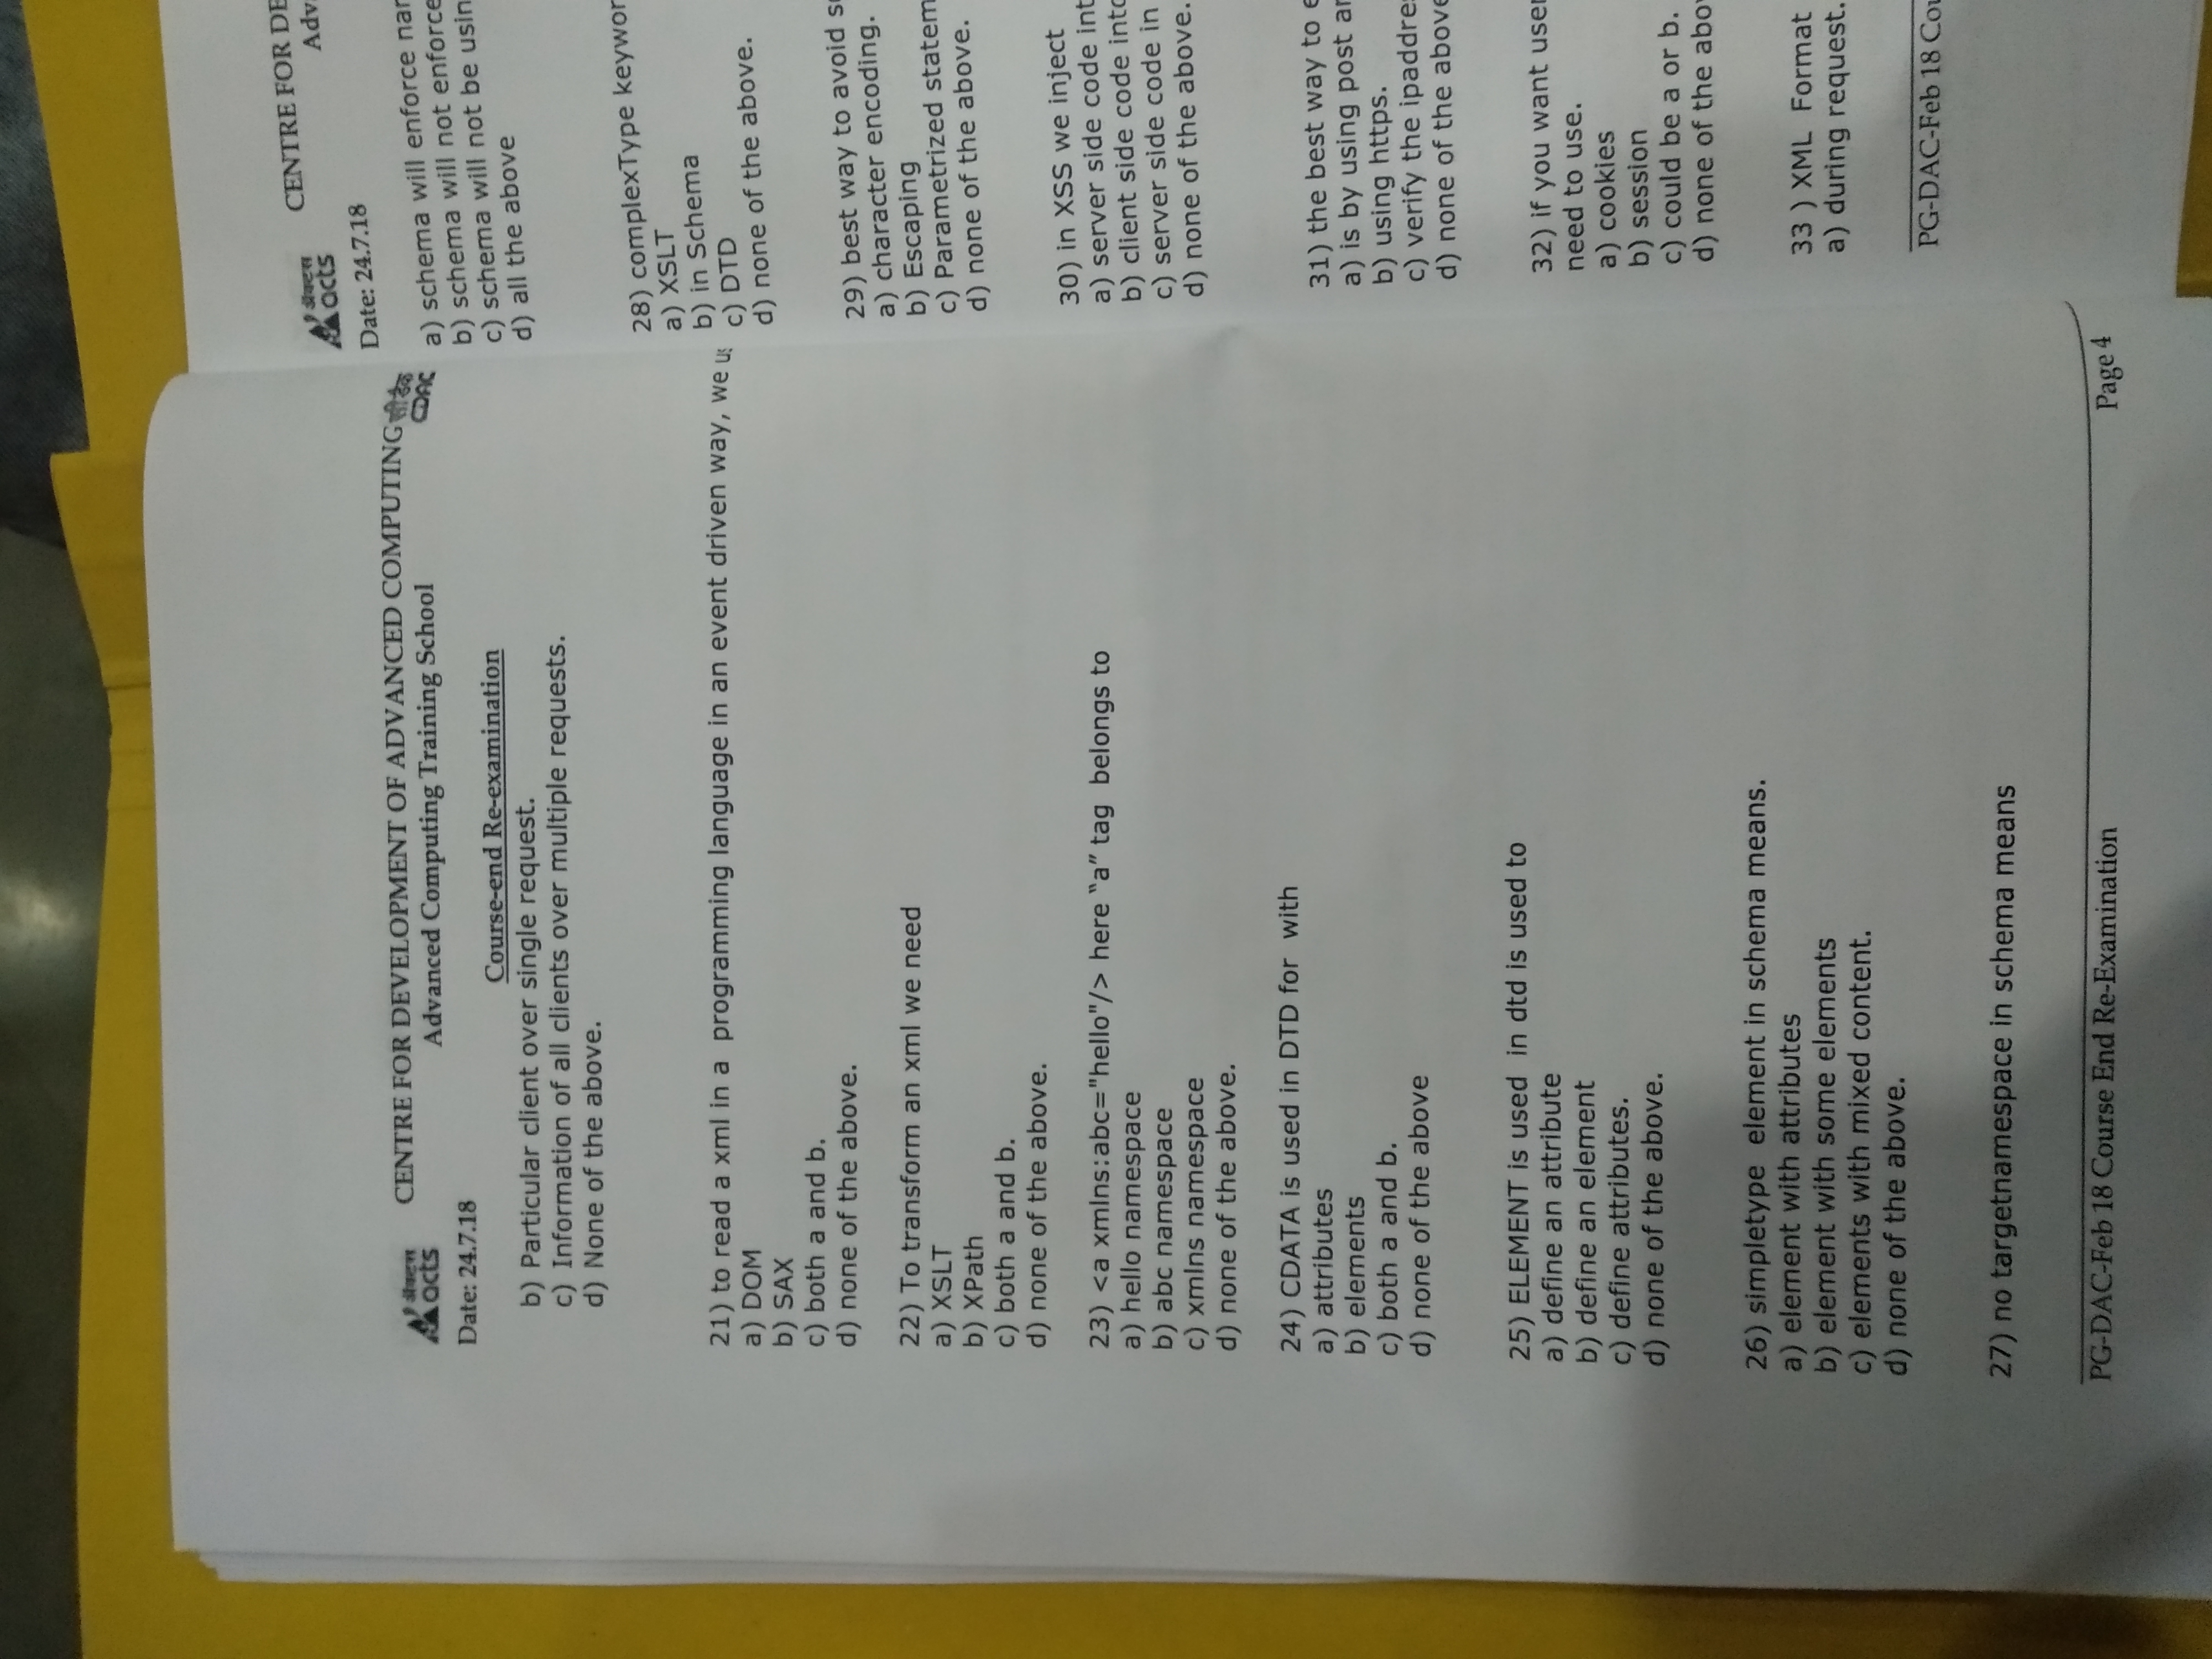 अ‍ॅक्टस
acts
CENTRE FOR DEVELOPMENT OF ADVANCED COMPUTING
सी डैक
CDAC
Advanced Computing Training School
Date: 24.7.18
Course-end Re-examination
b) Particular client over single request.
c) Information of all clients over multiple requests.
d) None of the above.
21) to read a xml in a programming language in an event driven way, we
a) DOM
b) SAX
c) both a and b.
d) none of the above.
22) To transform an xml we need
a) XSLT
b) XPath
c) both a and b.
d) none of the above.
23) <a xmlns:abc="hello"/> here “a” tag belongs to
a) hello namespace
b) abc namespace
c) xmlns namespace
d) none of the above.
24) CDATA is used in DTD for with
a) attributes
b) elements
c) both a and b.
d) none of the above
25) ELEMENT is used in dtd is used to
a) define an attribute
b) define an element
c) define attributes.
d) none of the above.
26) simpletype element in schema means.
a) element with attributes
b) element with some elements
c) elements with mixed content.
d) none of the above.
27) no targetnamespace in schema means
PG-DAC-Feb 18 Course End Re-Examination Page 4
अ‍ॅक्टस
acts
CENTRE FOR
Date: 24.7.18
a) schema will enforce
b) schema will not enforce
c) schema will not be
d) all the above
28) complexType
a) XSLT
b) in Schema
c) DTD
d) none of the above.
29) best way to avoid
a) character encoding.
b) Escaping
c) Parametrized
d) none of the above.
30) in XSS we inject
a) server side code
b) client side code
c) server side code in
d) none of the above.
31) the best way to
a) is by using post
b) using https.
c) verify the
d) none of the above
32) if you want
need to use.
a) cookies
b) session
c) could be a or b.
d) none of the
33 ) XML Format
a) during request.
PG-DAC-Feb 18